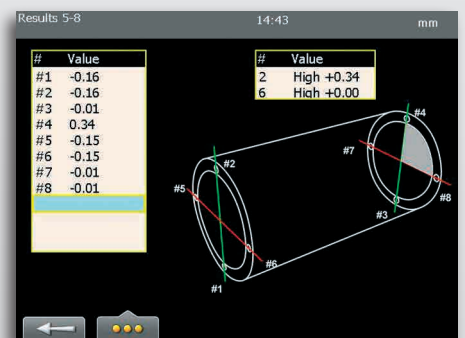 Results 5-8
14:43
mm
# Value
#1 -0.16
#2 -0.16
#3 -0.01
#4 0.34
#5 -0.15
#6 -0.15
#7 -0.01
#8 -0.01
# Value
2 High +0.34
6 High +0.00
#4
#7
#2
#8
#5
#3
#6
#1